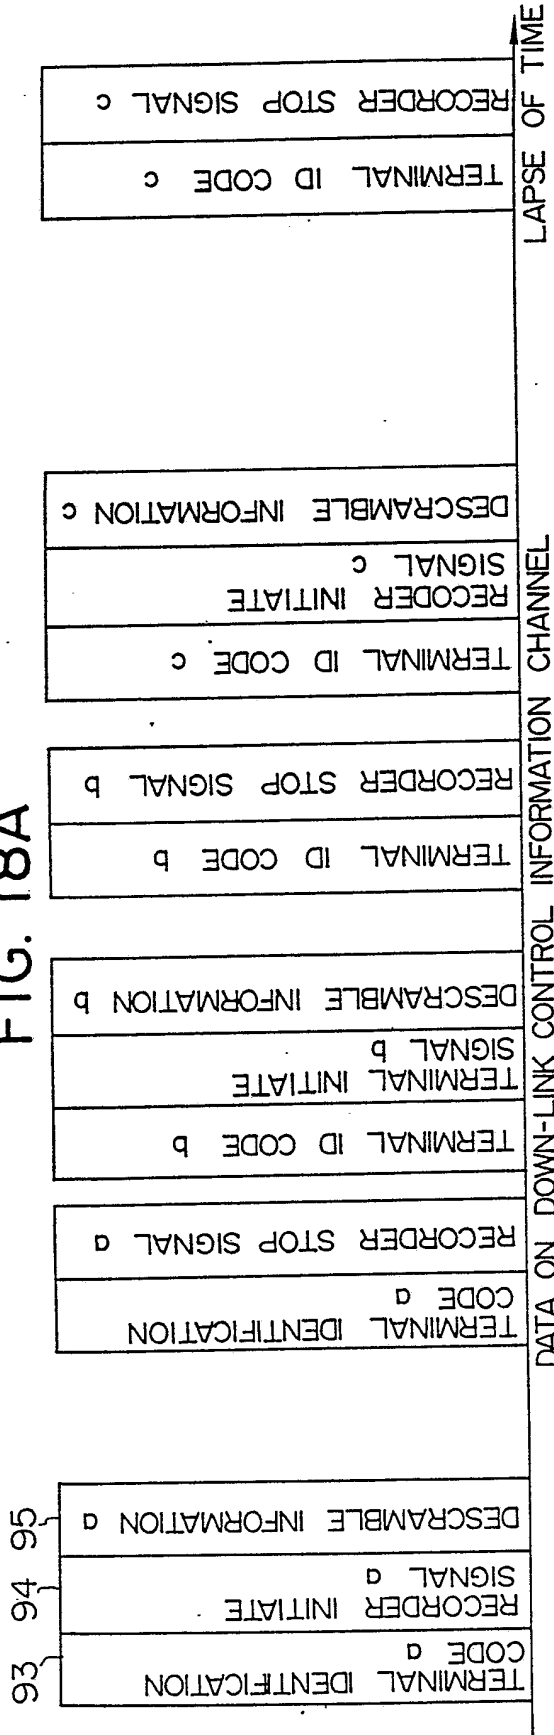 FIG. 18A
93
94
95
TERMINAL IDENTIFICATION
CODE a
RECORDER INITIATE
SIGNAL a
DESCRAMBLE INFORMATION a
TERMINAL IDENTIFICATION
CODE a
RECORDER STOP SIGNAL a
TERMINAL ID CODE b
TERMINAL INITIATE
SIGNAL b
DESCRAMBLE INFORMATION b
TERMINAL ID CODE b
RECORDER STOP SIGNAL b
TERMINAL ID CODE c
RECODER INITIATE
SIGNAL c
DESCRAMBLE INFORMATION c
TERMINAL ID CODE c
RECORDER STOP SIGNAL c
DATA ON DOWN-LINK CONTROL INFORMATION CHANNEL
LAPSE OF TIME